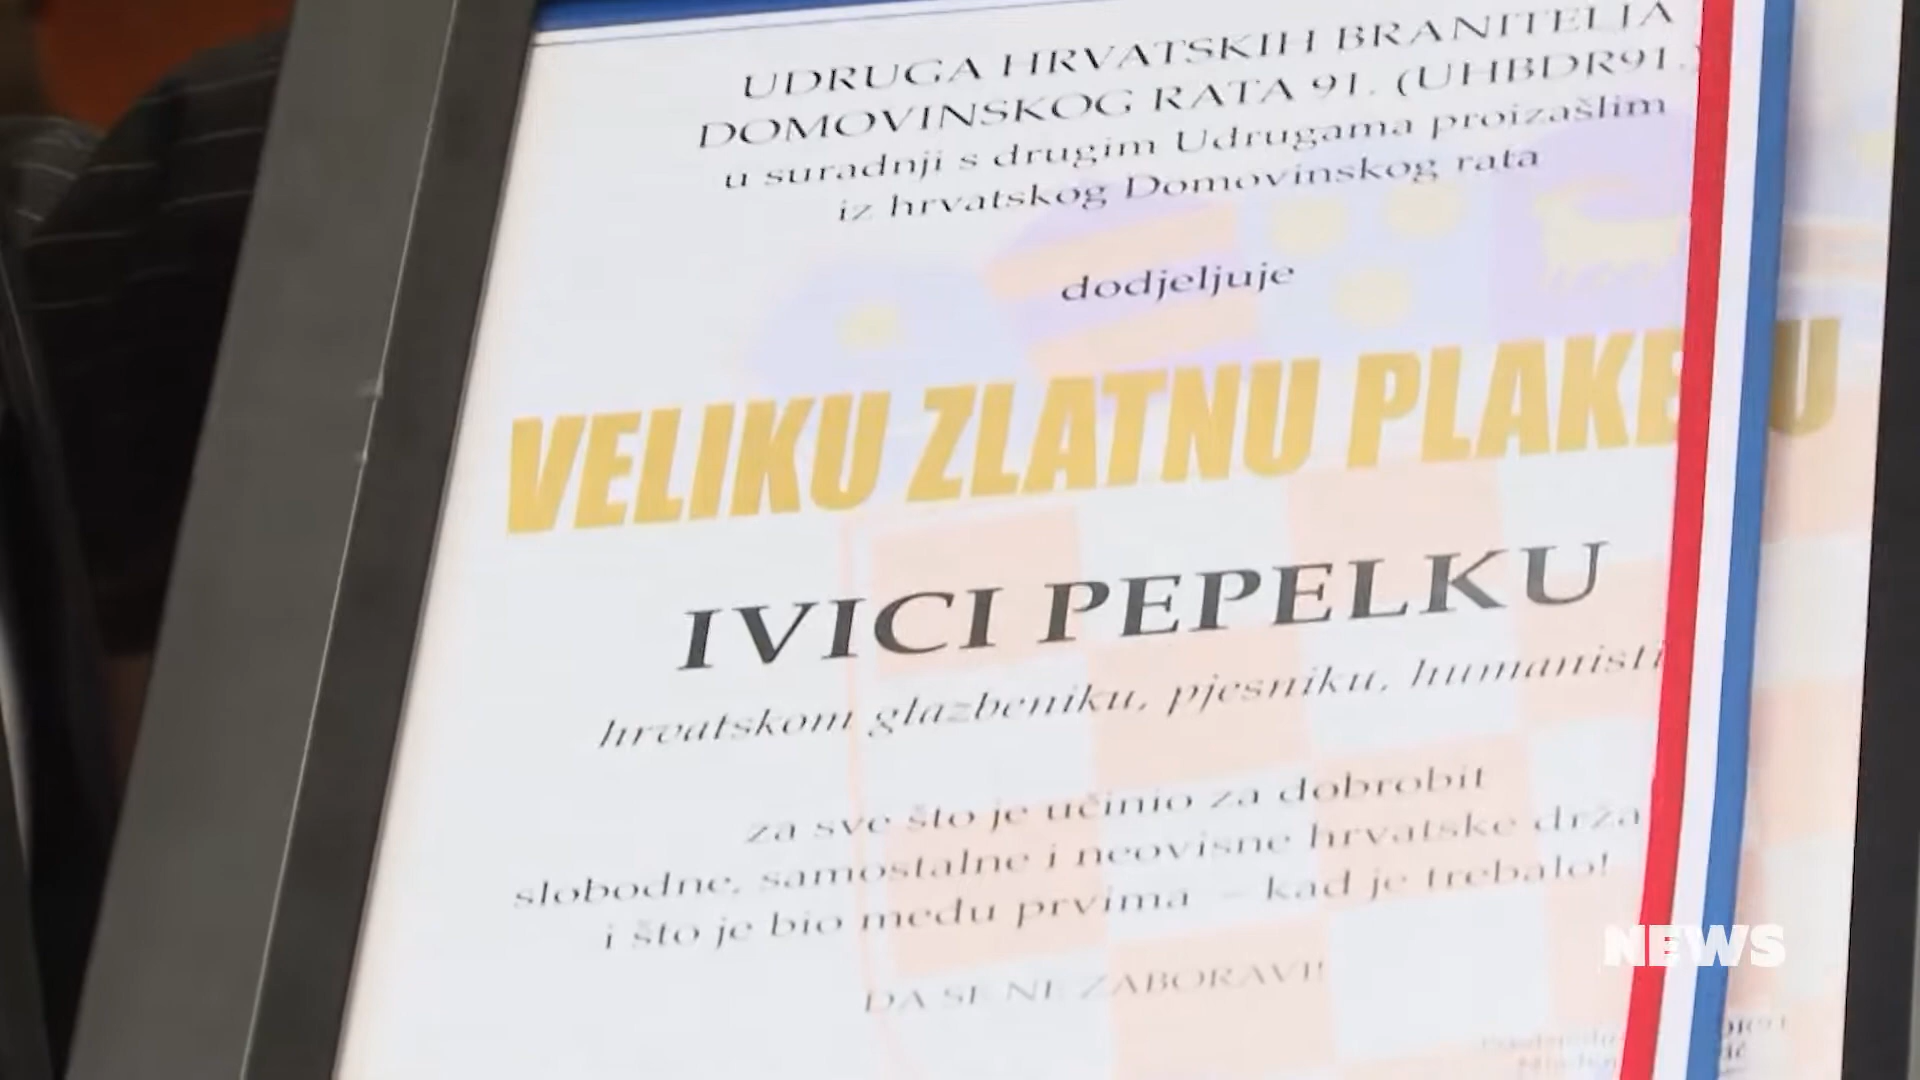 UDRUGA HRVATSKIH BRANITELJA
DOMOVINSKOG RATA 91. (UHBDR91.)
u suradnji s drugim Udrugama proizašlim
iz hrvatskog Domovinskog rata
dodjeljuje
VELIKU ZLATNU PLAKE U
IVICI PEPELKU
hrvatskom glazbeniku, pjesniku, humanisti
za sve što je učinio za dobrobit
slobodne, samostalne i neovisne hrvatske drža
i što je bio među prvima – kad je trebalo!
DA SE NE ZABORAVI!
NEWS